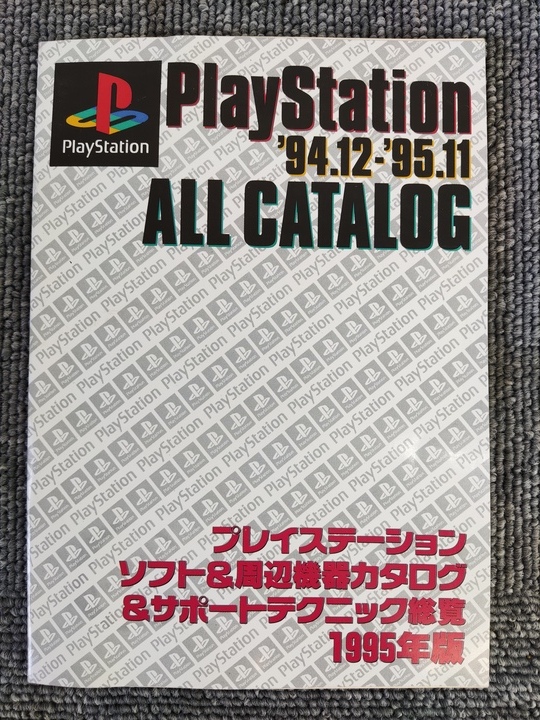 PlayStation
PlayStation
'94.12-'95.11
ALL CATALOG
プレイステーション
ソフト&周辺機器カタログ
&サポートテクニック総覧
1995年版